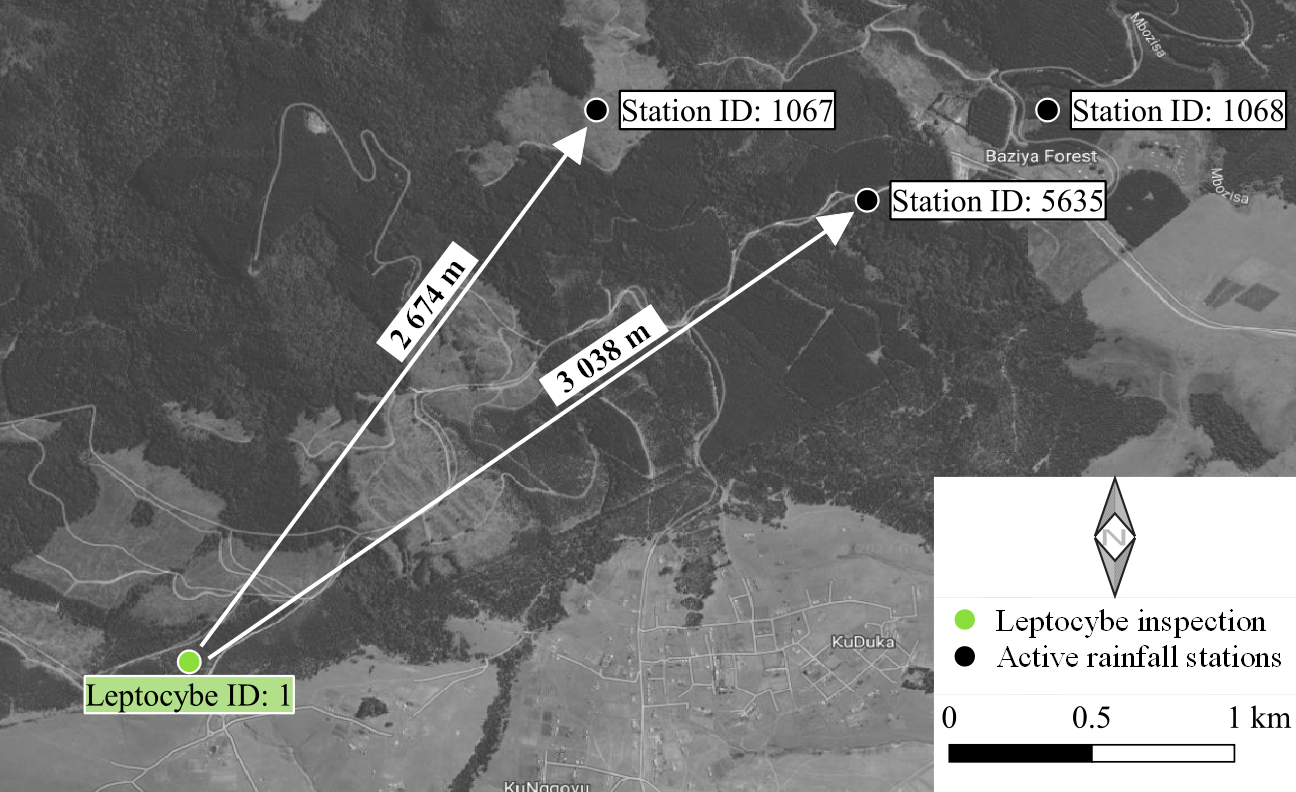 Mbozisa
Station ID: 1067
Station ID: 1068
Baziya Forest
Mbozisa
Station ID: 5635
2 674 m
3 038 m
N
Leptocybe inspection
KuDuka
Active rainfall stations
Leptocybe ID: 1
0 0.5 1 km